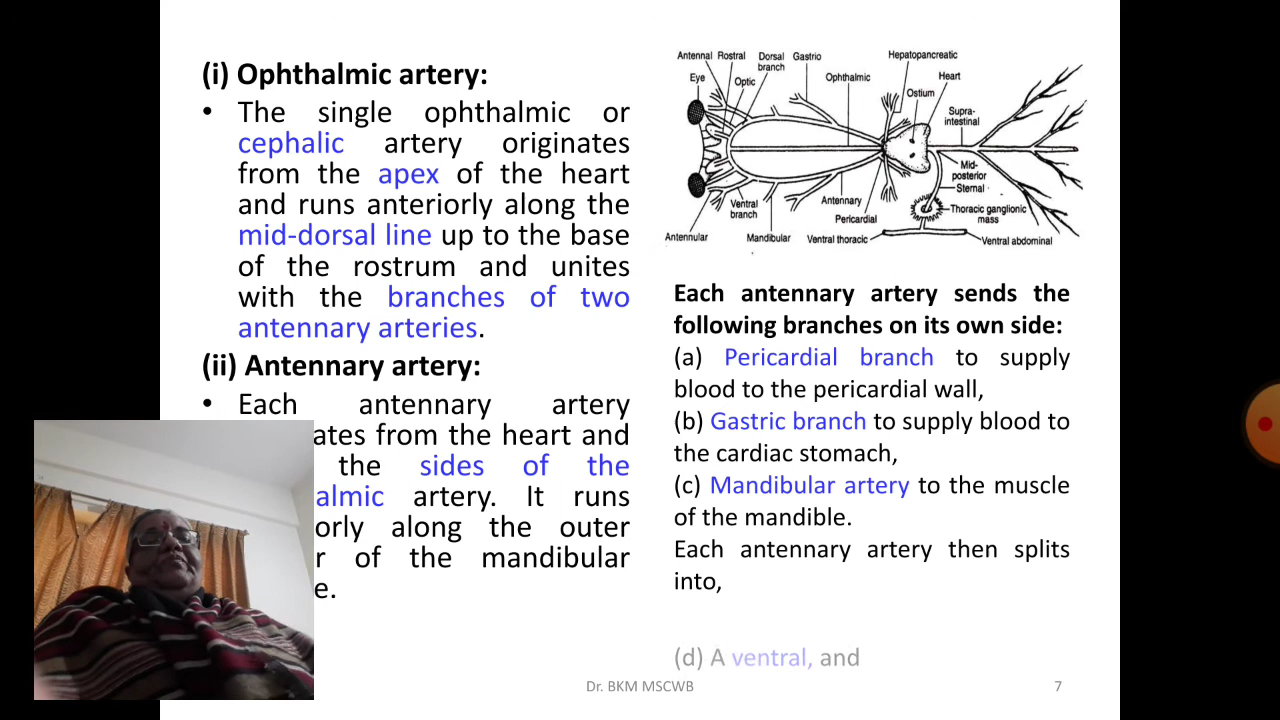 (i) Ophthalmic artery:
• The single ophthalmic or
cephalic artery originates
from the apex of the heart
and runs anteriorly along the
mid-dorsal line up to the base
of the rostrum and unites
with the branches of two
antennary arteries.
(ii) Antennary artery:
• Each antennary artery
ates from the heart and
the sides of the
almic artery. It runs
orly along the outer
r of the mandibular
e.
Antennal Rostral Dorsal branch Gastrio Hepatopancreatic
Eye Optic Ophthalmic Heart
Ostium
Supra-
intestinal
Mid-
posterior
Sternal
Ventral branch Antennary Thoracic ganglionic mass
Pericardial
Antennular Mandibular Ventral thoracic Ventral abdominal
Each antennary artery sends the
following branches on its own side:
(a) Pericardial branch to supply
blood to the pericardial wall,
(b) Gastric branch to supply blood to
the cardiac stomach,
(c) Mandibular artery to the muscle
of the mandible.
Each antennary artery then splits
into,
(d) A ventral, and
Dr. BKM MSCWB
7